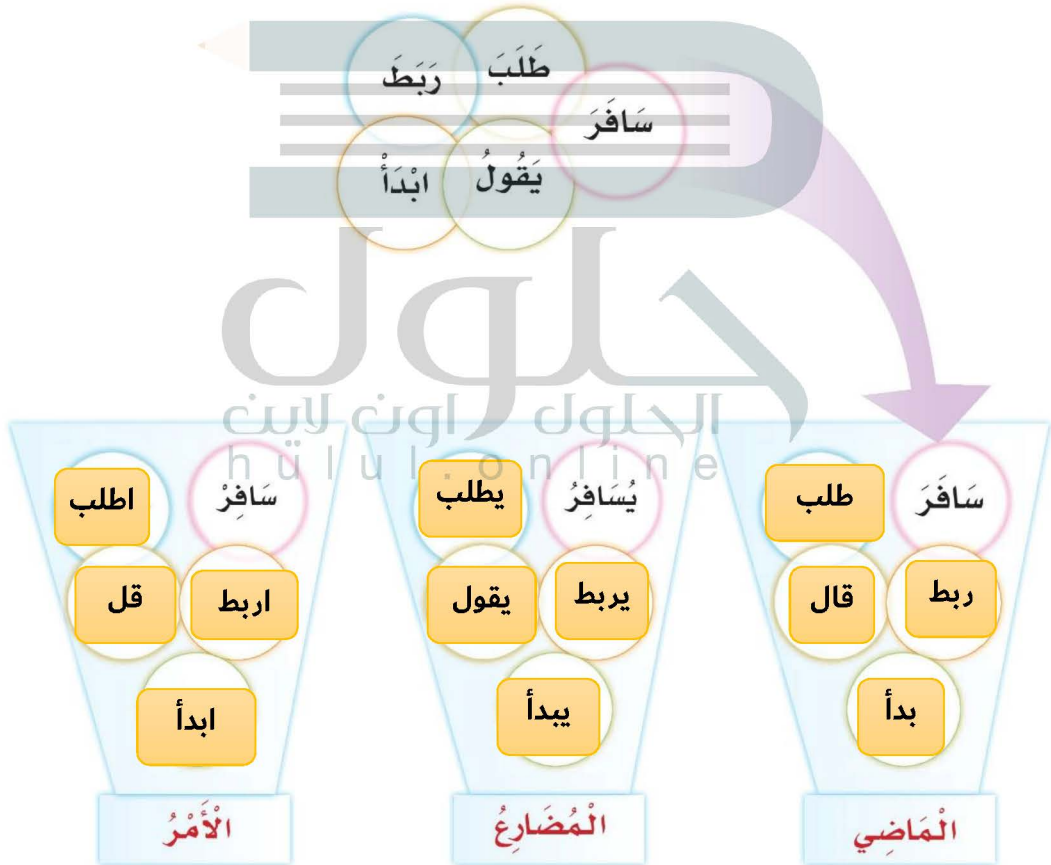 طَلَبَ رَبَطَ
سَافَرَ
يَقُولُ ابْدَأْ
حلول
الحلول اون لاين
hulul.online
سَافَرَ طلب
ربط قال
بدأ
الْمَاضِي
يُسَافِرُ يطلب
يربط يقول
يبدأ
الْمُضَارِعُ
سَافِرْ اطلب
اربط قل
ابدأ
الْأَمْرُ